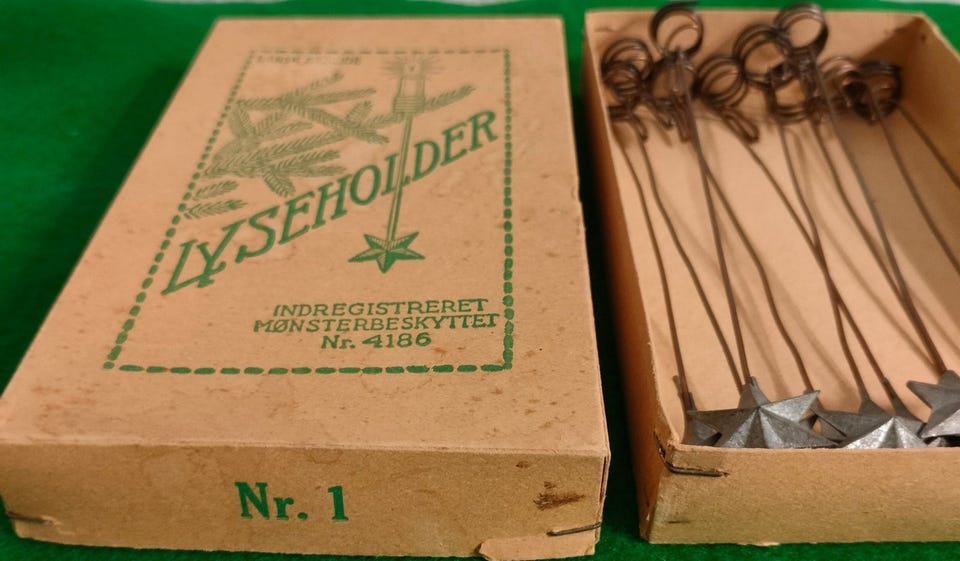 LYSEHOLDER
INDREGISTRERET
MØNSTERBESKYTTET
Nr. 4186
Nr. 1